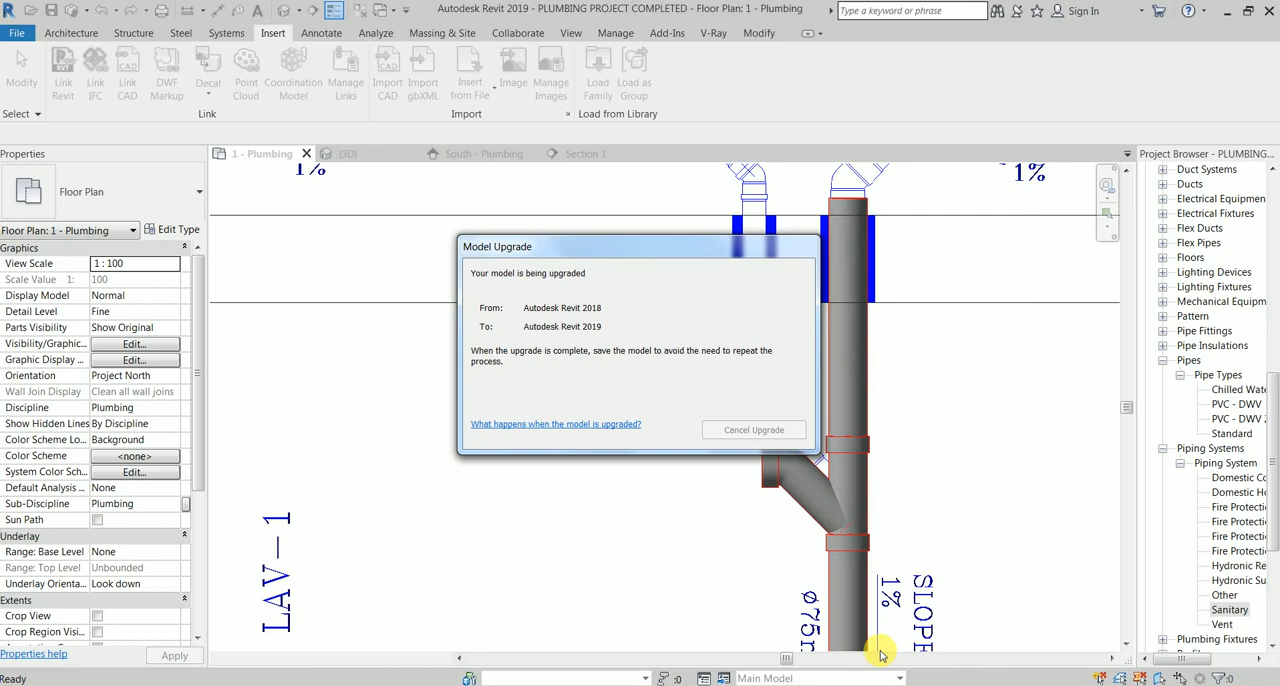 Autodesk Revit 2019 - PLUMBING PROJECT COMPLETED - Floor Plan: 1 - Plumbing
Type a keyword or phrase
Sign In
File Architecture Structure Steel Systems Insert Annotate Analyze Massing & Site Collaborate View Manage Add-Ins V-Ray Modify
Modify
Link Revit
Link IFC
Link CAD
DWF Markup
Decal
Point Cloud
Coordination Model
Manage Links
Import CAD
Import gbXML
Insert from File
Image
Manage Images
Load Family
Load as Group
Select
Link
Import
Load from Library
Properties
1 - Plumbing
{3D}
South - Plumbing
Section 1
Project Browser - PLUMBING...
Floor Plan
Floor Plan: 1 - Plumbing
Edit Type
Graphics
View Scale 1 : 100
Scale Value 1: 100
Display Model Normal
Detail Level Fine
Parts Visibility Show Original
Visibility/Graphic... Edit...
Graphic Display ... Edit...
Orientation Project North
Wall Join Display Clean all wall joins
Discipline Plumbing
Show Hidden Lines By Discipline
Color Scheme Lo... Background
Color Scheme <none>
System Color Sch... Edit...
Default Analysis ... None
Sub-Discipline Plumbing
Sun Path
Underlay
Range: Base Level None
Range: Top Level Unbounded
Underlay Orienta... Look down
Extents
Crop View
Crop Region Visi...
Properties help
Apply
1%
1%
LAV-1
SLOPE
1%
Model Upgrade
Your model is being upgraded
From: Autodesk Revit 2018
To: Autodesk Revit 2019
When the upgrade is complete, save the model to avoid the need to repeat the
process.
What happens when the model is upgraded?
Cancel Upgrade
Duct Systems
Ducts
Electrical Equipmen
Electrical Fixtures
Flex Ducts
Flex Pipes
Floors
Lighting Devices
Lighting Fixtures
Mechanical Equipm
Pattern
Pipe Fittings
Pipe Insulations
Pipes
Pipe Types
Chilled Wate
PVC - DWV
PVC - DWV 2
Standard
Piping Systems
Piping System
Domestic Co
Domestic Ho
Fire Protecti
Fire Protecti
Fire Protecti
Fire Protecti
Hydronic Re
Hydronic Su
Other
Sanitary
Vent
Plumbing Fixtures
Ready
:0
Main Model
:0